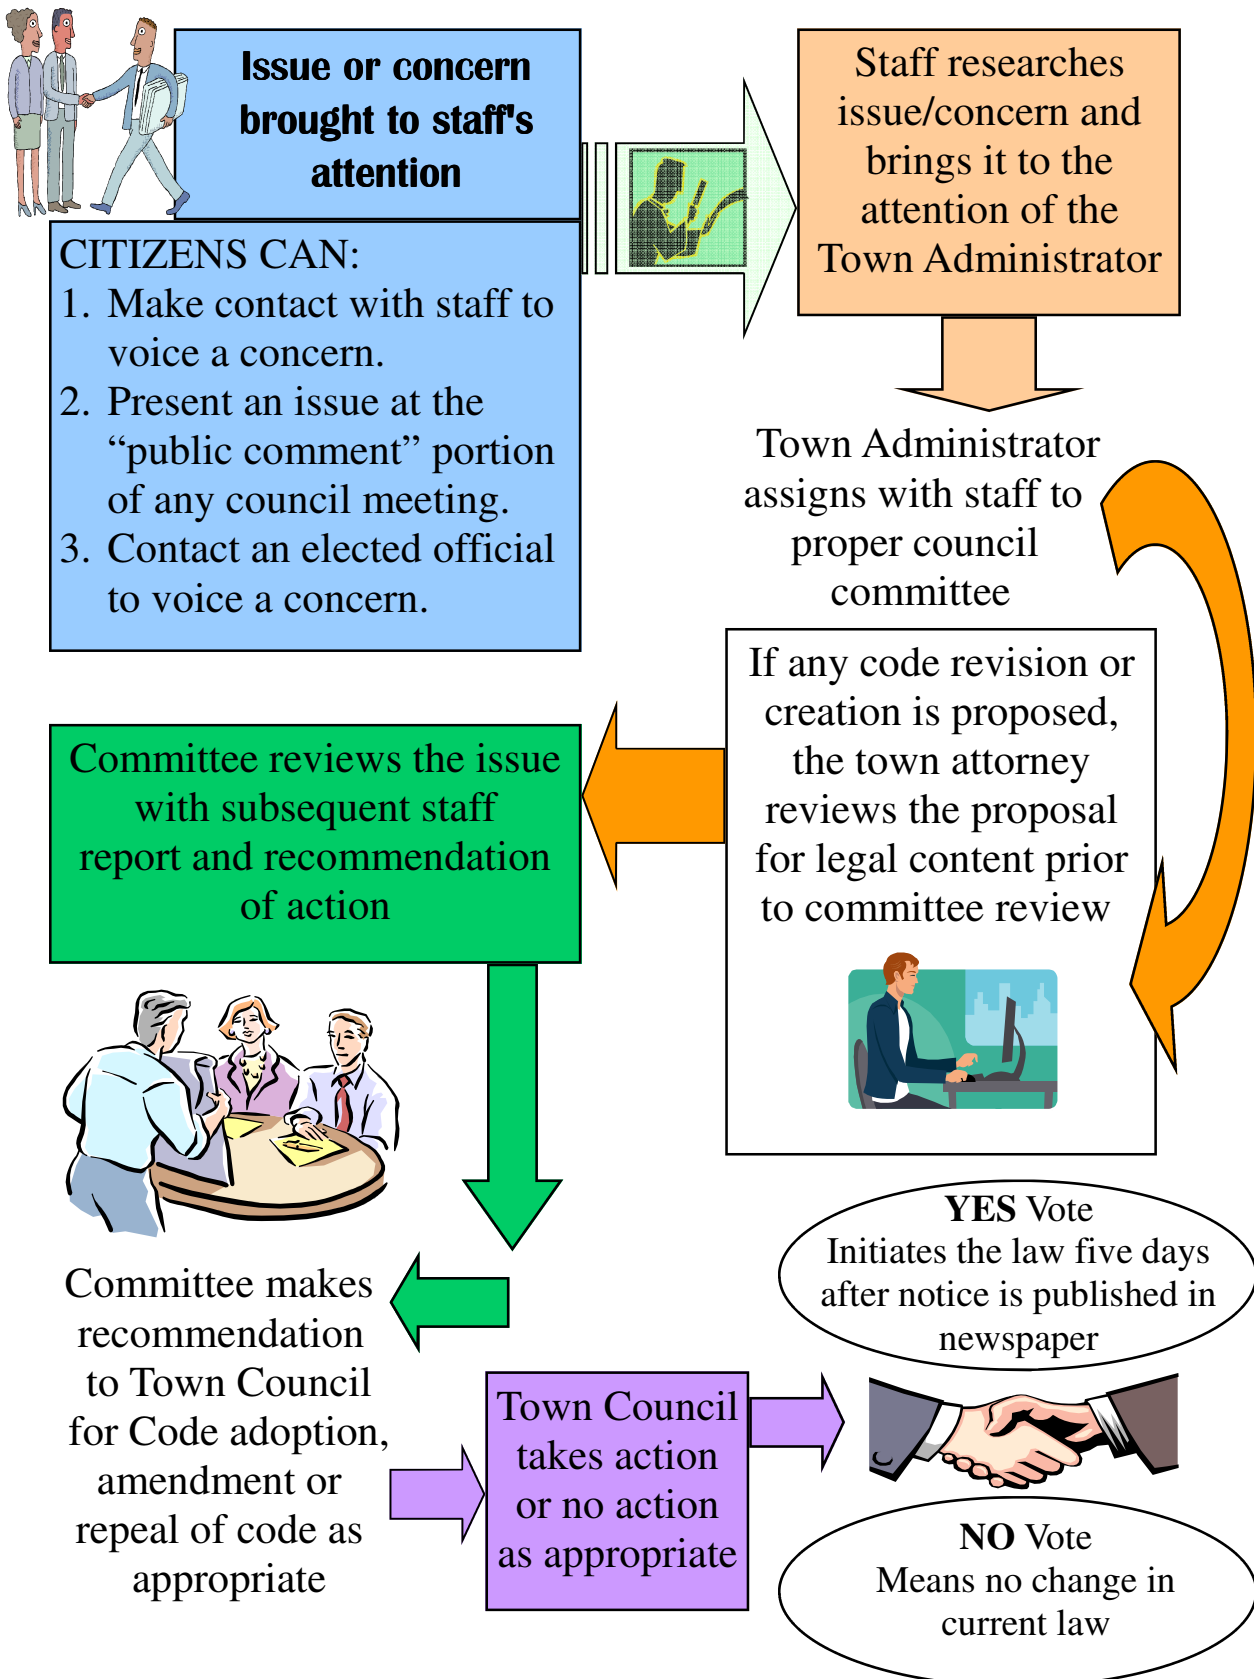 Issue or concern
brought to staff's
attention
CITIZENS CAN:
1. Make contact with staff to
voice a concern.
2. Present an issue at the
“public comment” portion
of any council meeting.
3. Contact an elected official
to voice a concern.
Staff researches
issue/concern and
brings it to the
attention of the
Town Administrator
Town Administrator
assigns with staff to
proper council
committee
If any code revision or
creation is proposed,
the town attorney
reviews the proposal
for legal content prior
to committee review
Committee reviews the issue
with subsequent staff
report and recommendation
of action
Committee makes
recommendation
to Town Council
for Code adoption,
amendment or
repeal of code as
appropriate
Town Council
takes action
or no action
as appropriate
YES Vote
Initiates the law five days
after notice is published in
newspaper
NO Vote
Means no change in
current law